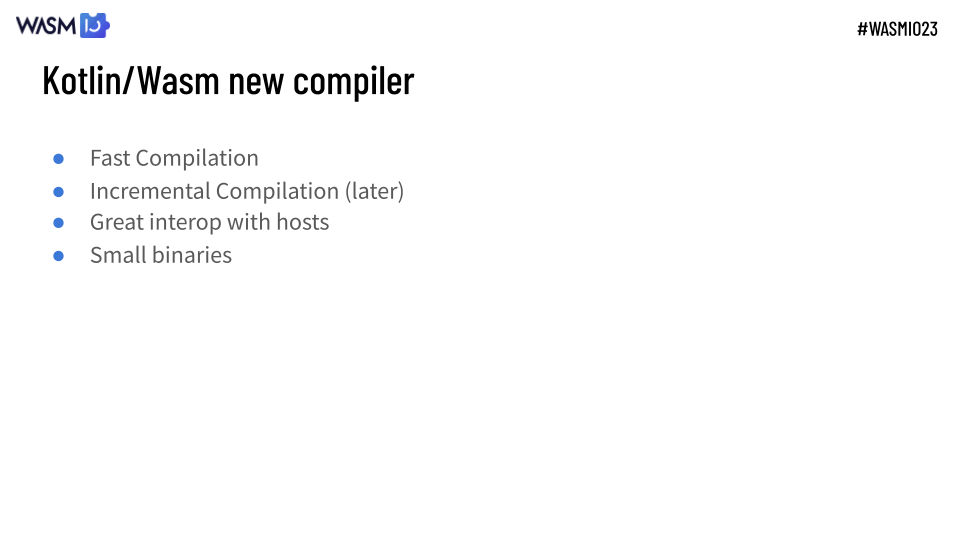 WASM IO
#WASMIO23
Kotlin/Wasm new compiler
● Fast Compilation
● Incremental Compilation (later)
● Great interop with hosts
● Small binaries